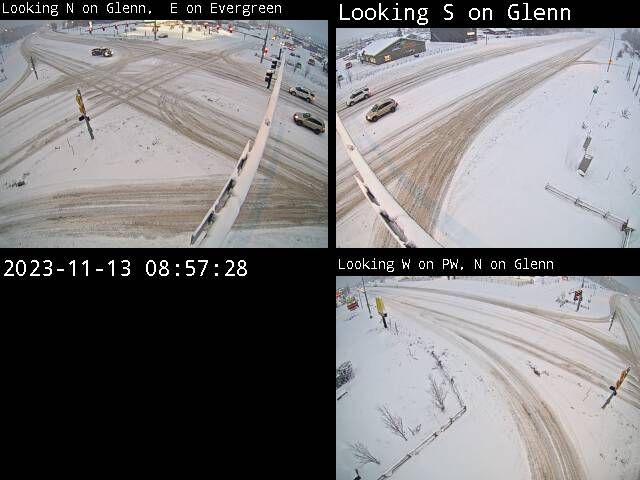 Looking N on Glenn,  E on Evergreen
Looking S on Glenn
2023-11-13 08:57:28
Looking W on PW, N on Glenn